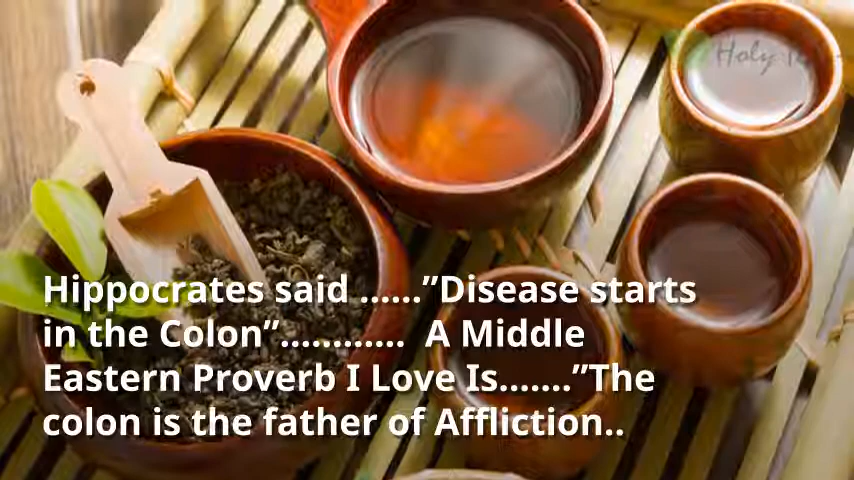 Holy
Hippocrates said ......”Disease starts
in the Colon”............  A Middle
Eastern Proverb I Love Is.......”The
colon is the father of Affliction..